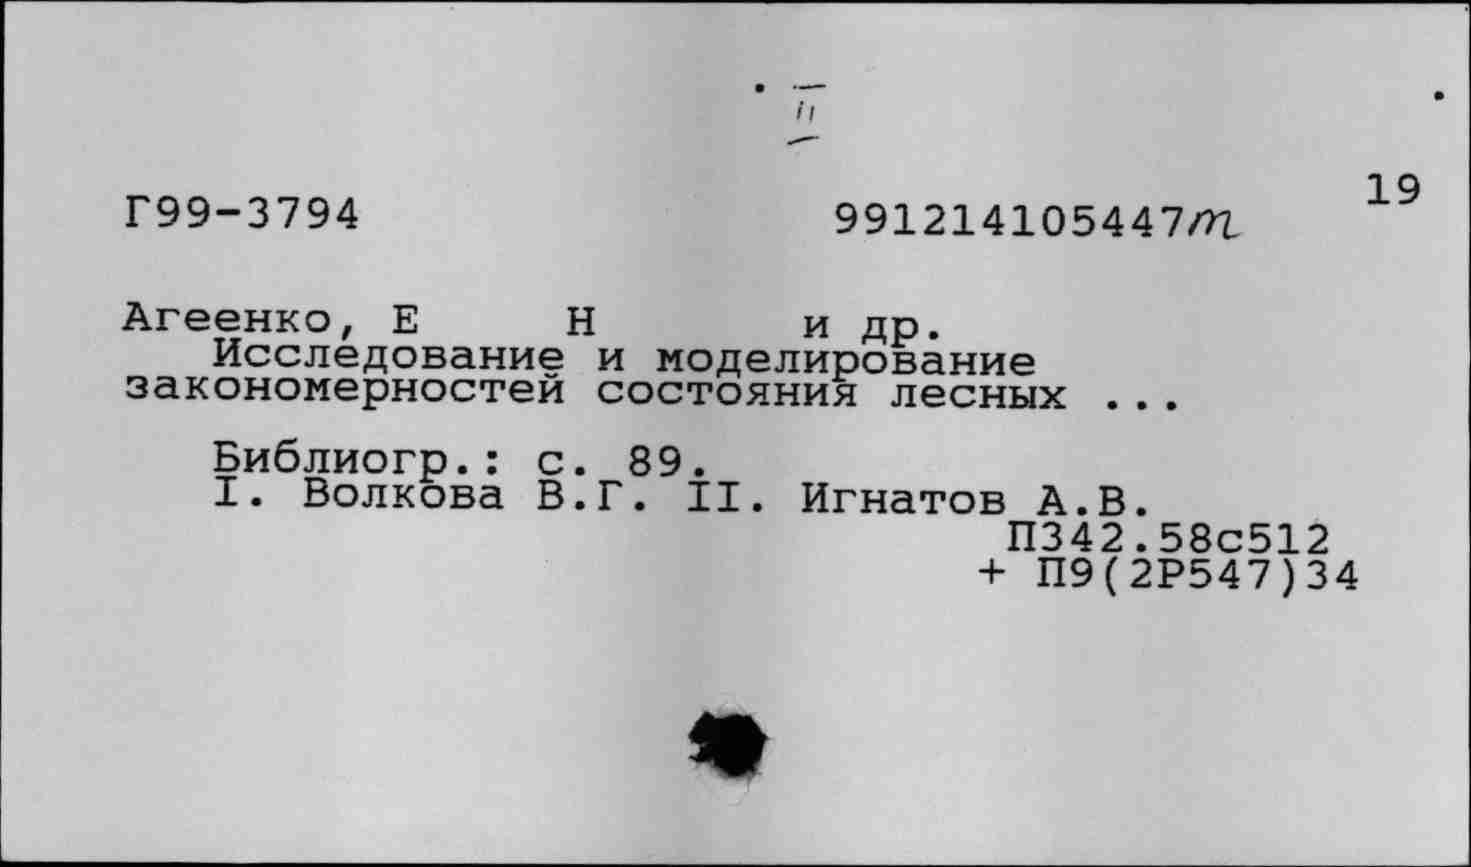 19
Г99-3794 991214105447т
Агеенко, Е Н и др.
Исследование и моделирование
закономерностей состояния лесных ...
Библиогр.: с. 89.
I. Волкова В.Г. II. Игнатов А.В.
П342.58с512
+ П9(2Р547)34